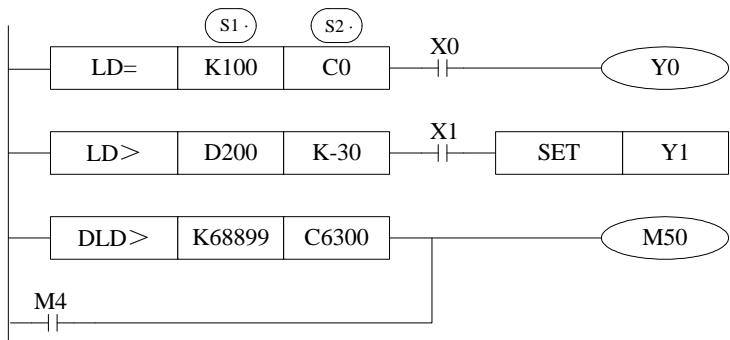 S1· S2·
LD= K100 C0 X0 Y0
LD＞ D200 K-30 X1 SET Y1
DLD＞ K68899 C6300 M50
M4